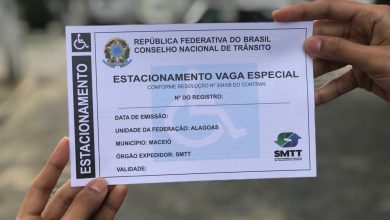 ESTACIONAMENTO
REPÚBLICA FEDERATIVA DO BRASIL
CONSELHO NACIONAL DE TRÂNSITO
ESTACIONAMENTO VAGA ESPECIAL
CONFORME RESOLUÇÃO Nº 304/08 DO CONTRAN
Nº DO REGISTRO:
DATA DE EMISSÃO:
UNIDADE DA FEDERAÇÃO: ALAGOAS
MUNICÍPIO: MACEIÓ
ÓRGÃO EXPEDIDOR: SMTT
VALIDADE:
SMTT